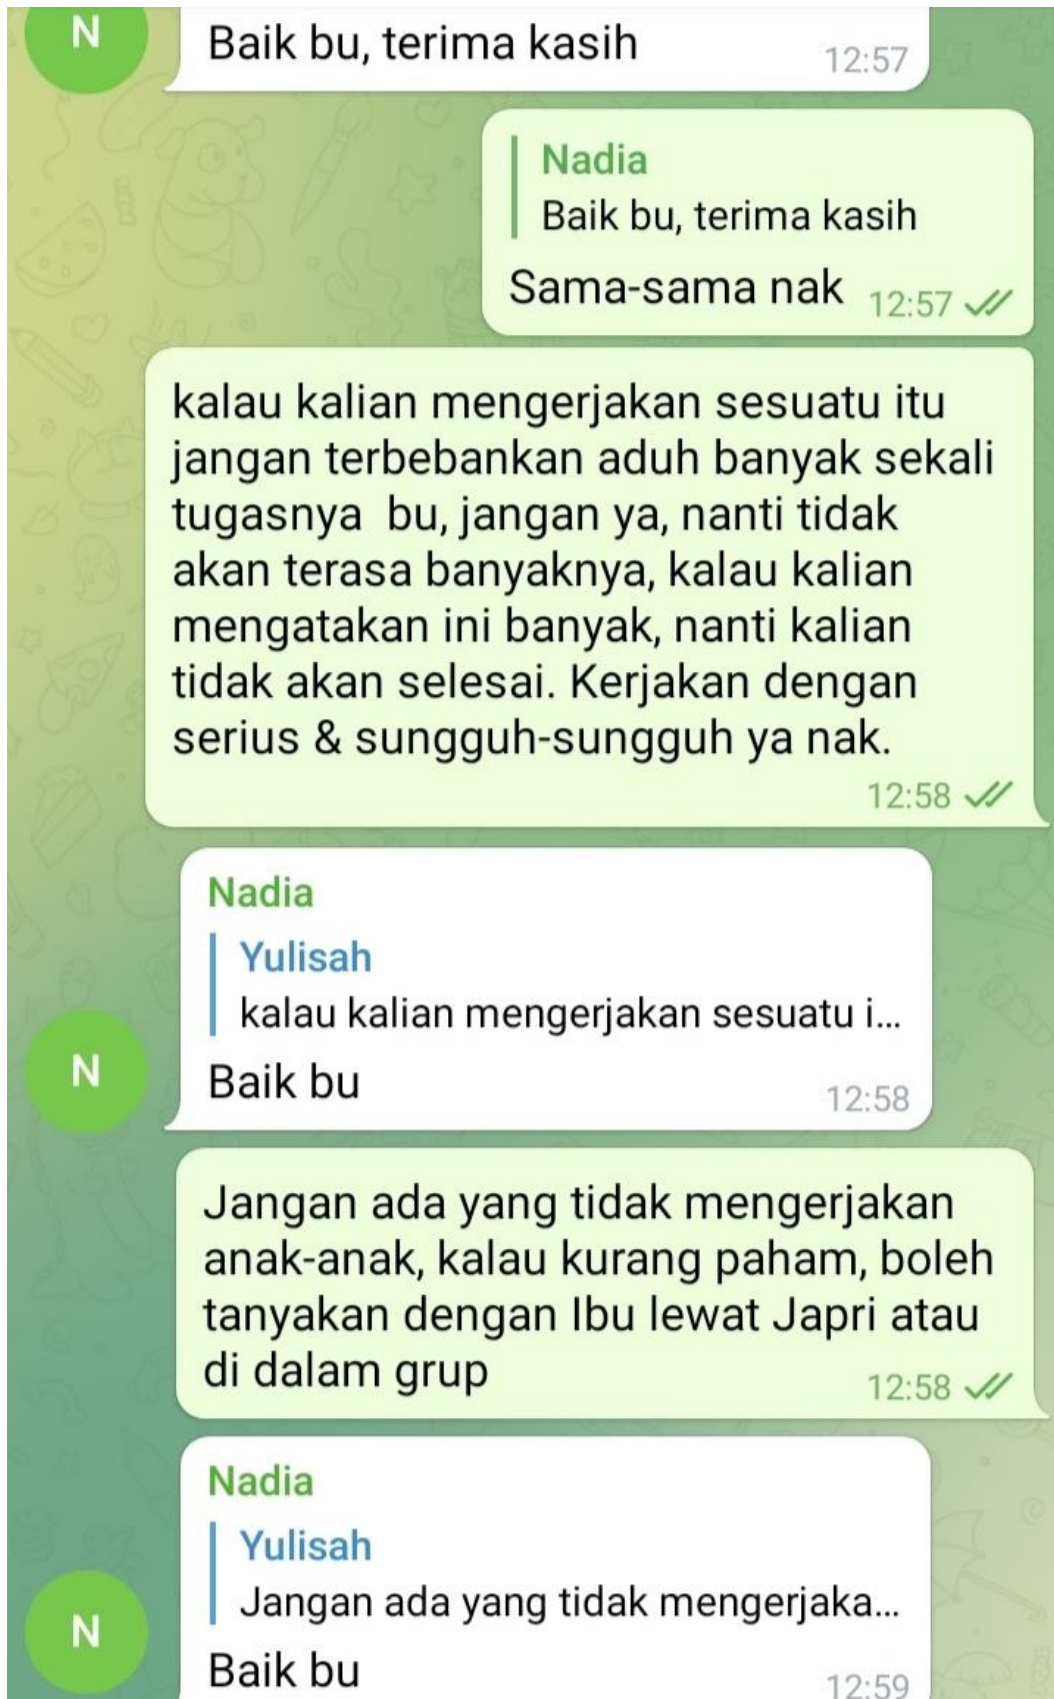 N
Baik bu, terima kasih
12:57
Nadia
Baik bu, terima kasih
Sama-sama nak 12:57
kalau kalian mengerjakan sesuatu itu
jangan terbebankan aduh banyak sekali
tugasnya  bu, jangan ya, nanti tidak
akan terasa banyaknya, kalau kalian
mengatakan ini banyak, nanti kalian
tidak akan selesai. Kerjakan dengan
serius & sungguh-sungguh ya nak.
12:58
Nadia
Yulisah
kalau kalian mengerjakan sesuatu i...
N
Baik bu
12:58
Jangan ada yang tidak mengerjakan
anak-anak, kalau kurang paham, boleh
tanyakan dengan Ibu lewat Japri atau
di dalam grup
12:58
Nadia
Yulisah
Jangan ada yang tidak mengerjaka...
N
Baik bu
12:59